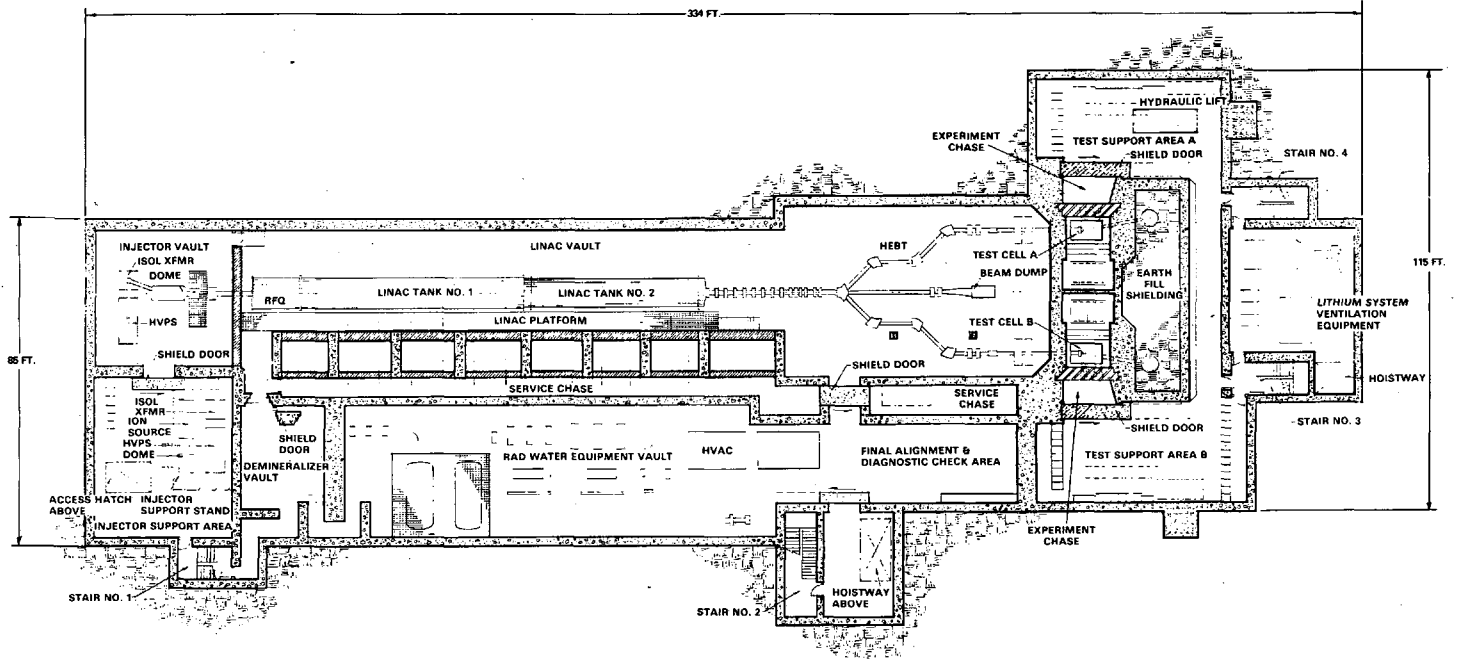 334 FT.
HYDRAULIC LIFT
EXPERIMENT
CHASE
TEST SUPPORT AREA A
SHIELD DOOR
STAIR NO. 4
INJECTOR VAULT
ISOL XFMR
DOME
HVPS
LINAC VAULT
HEBT
TEST CELL A
BEAM DUMP
EARTH
FILL
SHIELDING
115 FT.
RFQ
LINAC TANK NO. 1
LINAC TANK NO. 2
LINAC PLATFORM
TEST CELL B
LITHIUM SYSTEM
VENTILATION
EQUIPMENT
85 FT.
SHIELD DOOR
SHIELD DOOR
HOISTWAY
SERVICE CHASE
SERVICE
CHASE
ISOL
XFMR
ION
SOURCE
HVPS
DOME
SHIELD
DOOR
DEMINERALIZER
VAULT
RAD WATER EQUIPMENT VAULT
HVAC
FINAL ALIGNMENT &
DIAGNOSTIC CHECK AREA
SHIELD DOOR
STAIR NO. 3
TEST SUPPORT AREA B
ACCESS HATCH
ABOVE
INJECTOR
SUPPORT STAND
INJECTOR SUPPORT AREA
EXPERIMENT
CHASE
STAIR NO. 1
STAIR NO. 2
HOISTWAY
ABOVE